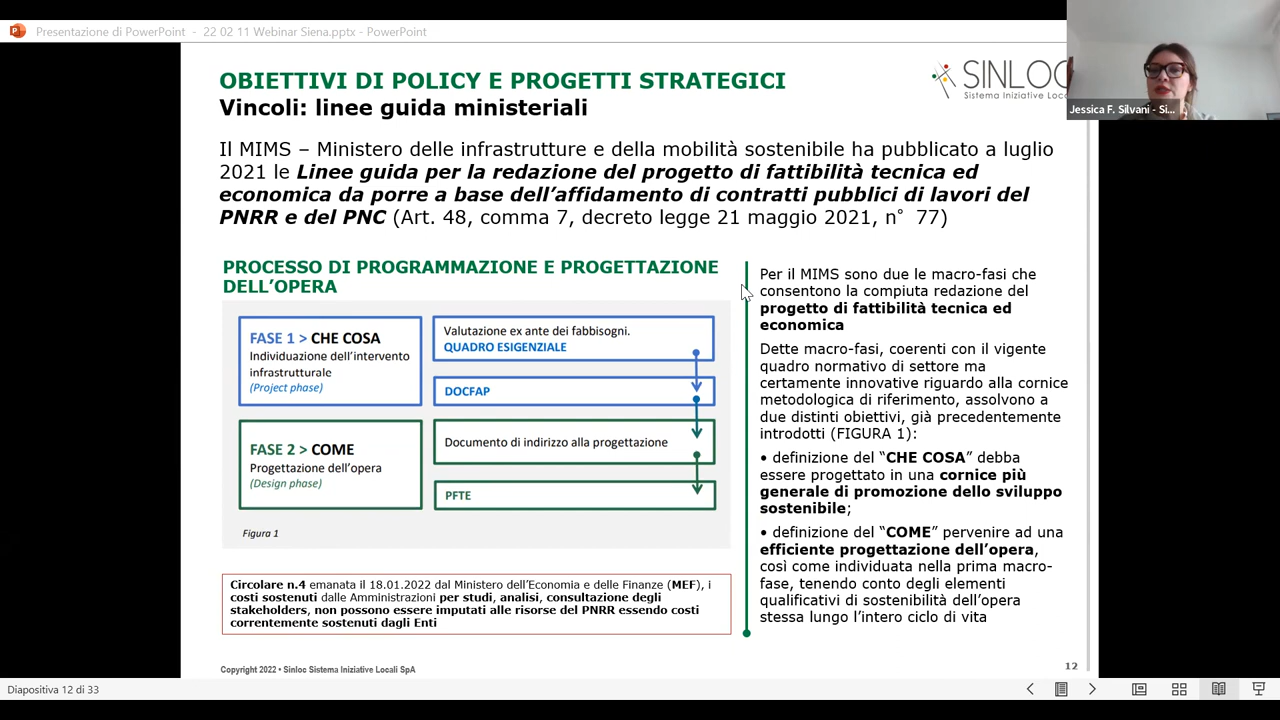 Presentazione di PowerPoint - 22 02 11 Webinar Siena.pptx - PowerPoint
OBIETTIVI DI POLICY E PROGETTI STRATEGICI
Vincoli: linee guida ministeriali
SINLOC
Sistema Iniziative Loca
Jessica F. Silvani - Si...
Il MIMS – Ministero delle infrastrutture e della mobilità sostenibile ha pubblicato a luglio
2021 le Linee guida per la redazione del progetto di fattibilità tecnica ed
economica da porre a base dell’affidamento di contratti pubblici di lavori del
PNRR e del PNC (Art. 48, comma 7, decreto legge 21 maggio 2021, n° 77)
PROCESSO DI PROGRAMMAZIONE E PROGETTAZIONE
DELL’OPERA
FASE 1 > CHE COSA
Individuazione dell’intervento
infrastrutturale
(Project phase)
Valutazione ex ante dei fabbisogni.
QUADRO ESIGENZIALE
DOCFAP
FASE 2 > COME
Progettazione dell’opera
(Design phase)
Documento di indirizzo alla progettazione
PFTE
Figura 1
Circolare n.4 emanata il 18.01.2022 dal Ministero dell’Economia e delle Finanze (MEF), i
costi sostenuti dalle Amministrazioni per studi, analisi, consultazione degli
stakeholders, non possono essere imputati alle risorse del PNRR essendo costi
correntemente sostenuti dagli Enti
Per il MIMS sono due le macro-fasi che
consentono la compiuta redazione del
progetto di fattibilità tecnica ed
economica
Dette macro-fasi, coerenti con il vigente
quadro normativo di settore ma
certamente innovative riguardo alla cornice
metodologica di riferimento, assolvono a
due distinti obiettivi, già precedentemente
introdotti (FIGURA 1):
• definizione del “CHE COSA” debba
essere progettato in una cornice più
generale di promozione dello sviluppo
sostenibile;
• definizione del “COME” pervenire ad una
efficiente progettazione dell’opera,
così come individuata nella prima macro-
fase, tenendo conto degli elementi
qualificativi di sostenibilità dell’opera
stessa lungo l’intero ciclo di vita
Copyright 2022 • Sinloc Sistema Iniziative Locali SpA
12
Diapositiva 12 di 33